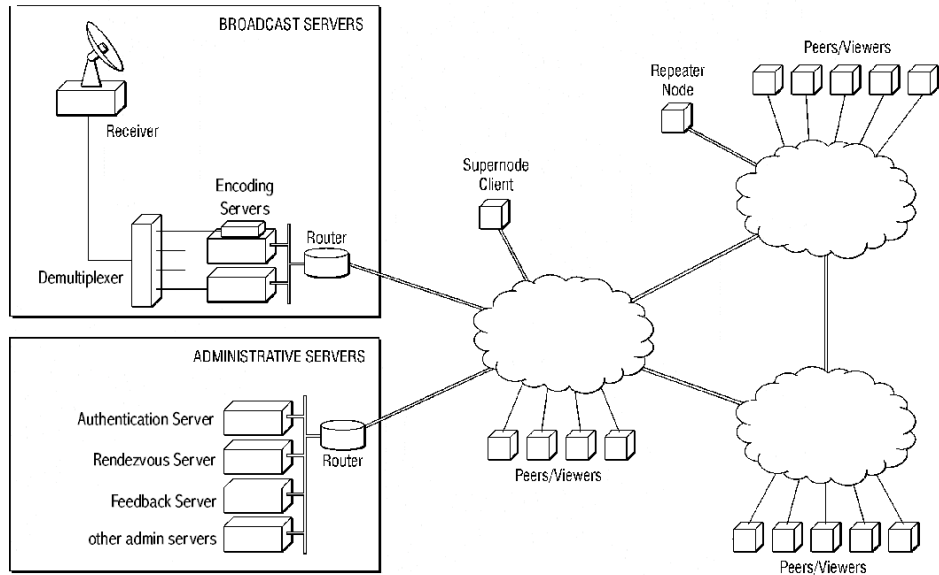 BROADCAST SERVERS
Receiver
Encoding
Servers
Router
Demultiplexer
ADMINISTRATIVE SERVERS
Authentication Server
Rendezvous Server
Feedback Server
other admin servers
Router
Supernode
Client
Peers/Viewers
Repeater
Node
Peers/Viewers
Peers/Viewers